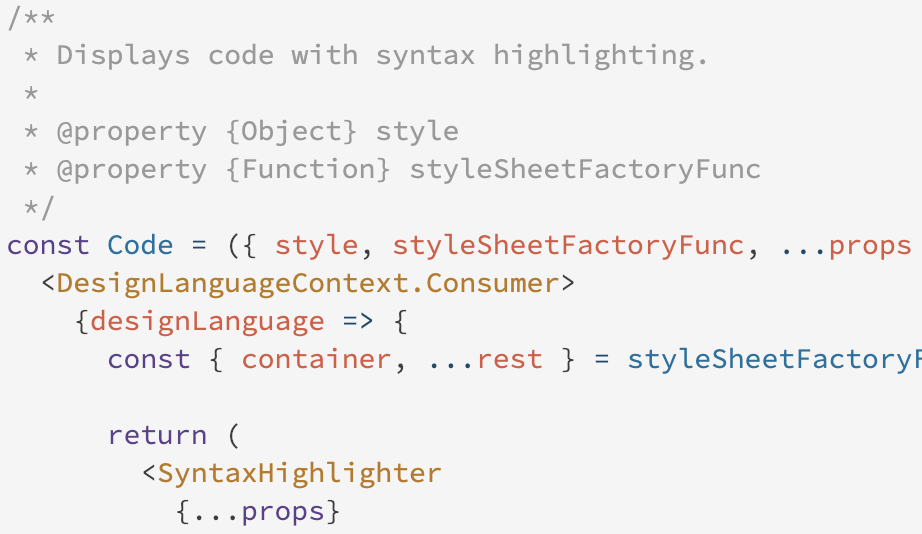 /**
 * Displays code with syntax highlighting.
 *
 * @property {Object} style
 * @property {Function} styleSheetFactoryFunc
 */
const Code = ({ style, styleSheetFactoryFunc, ...props
  <DesignLanguageContext.Consumer>
    {designLanguage => {
      const { container, ...rest } = styleSheetFactoryF
      return (
        <SyntaxHighlighter
          {...props}